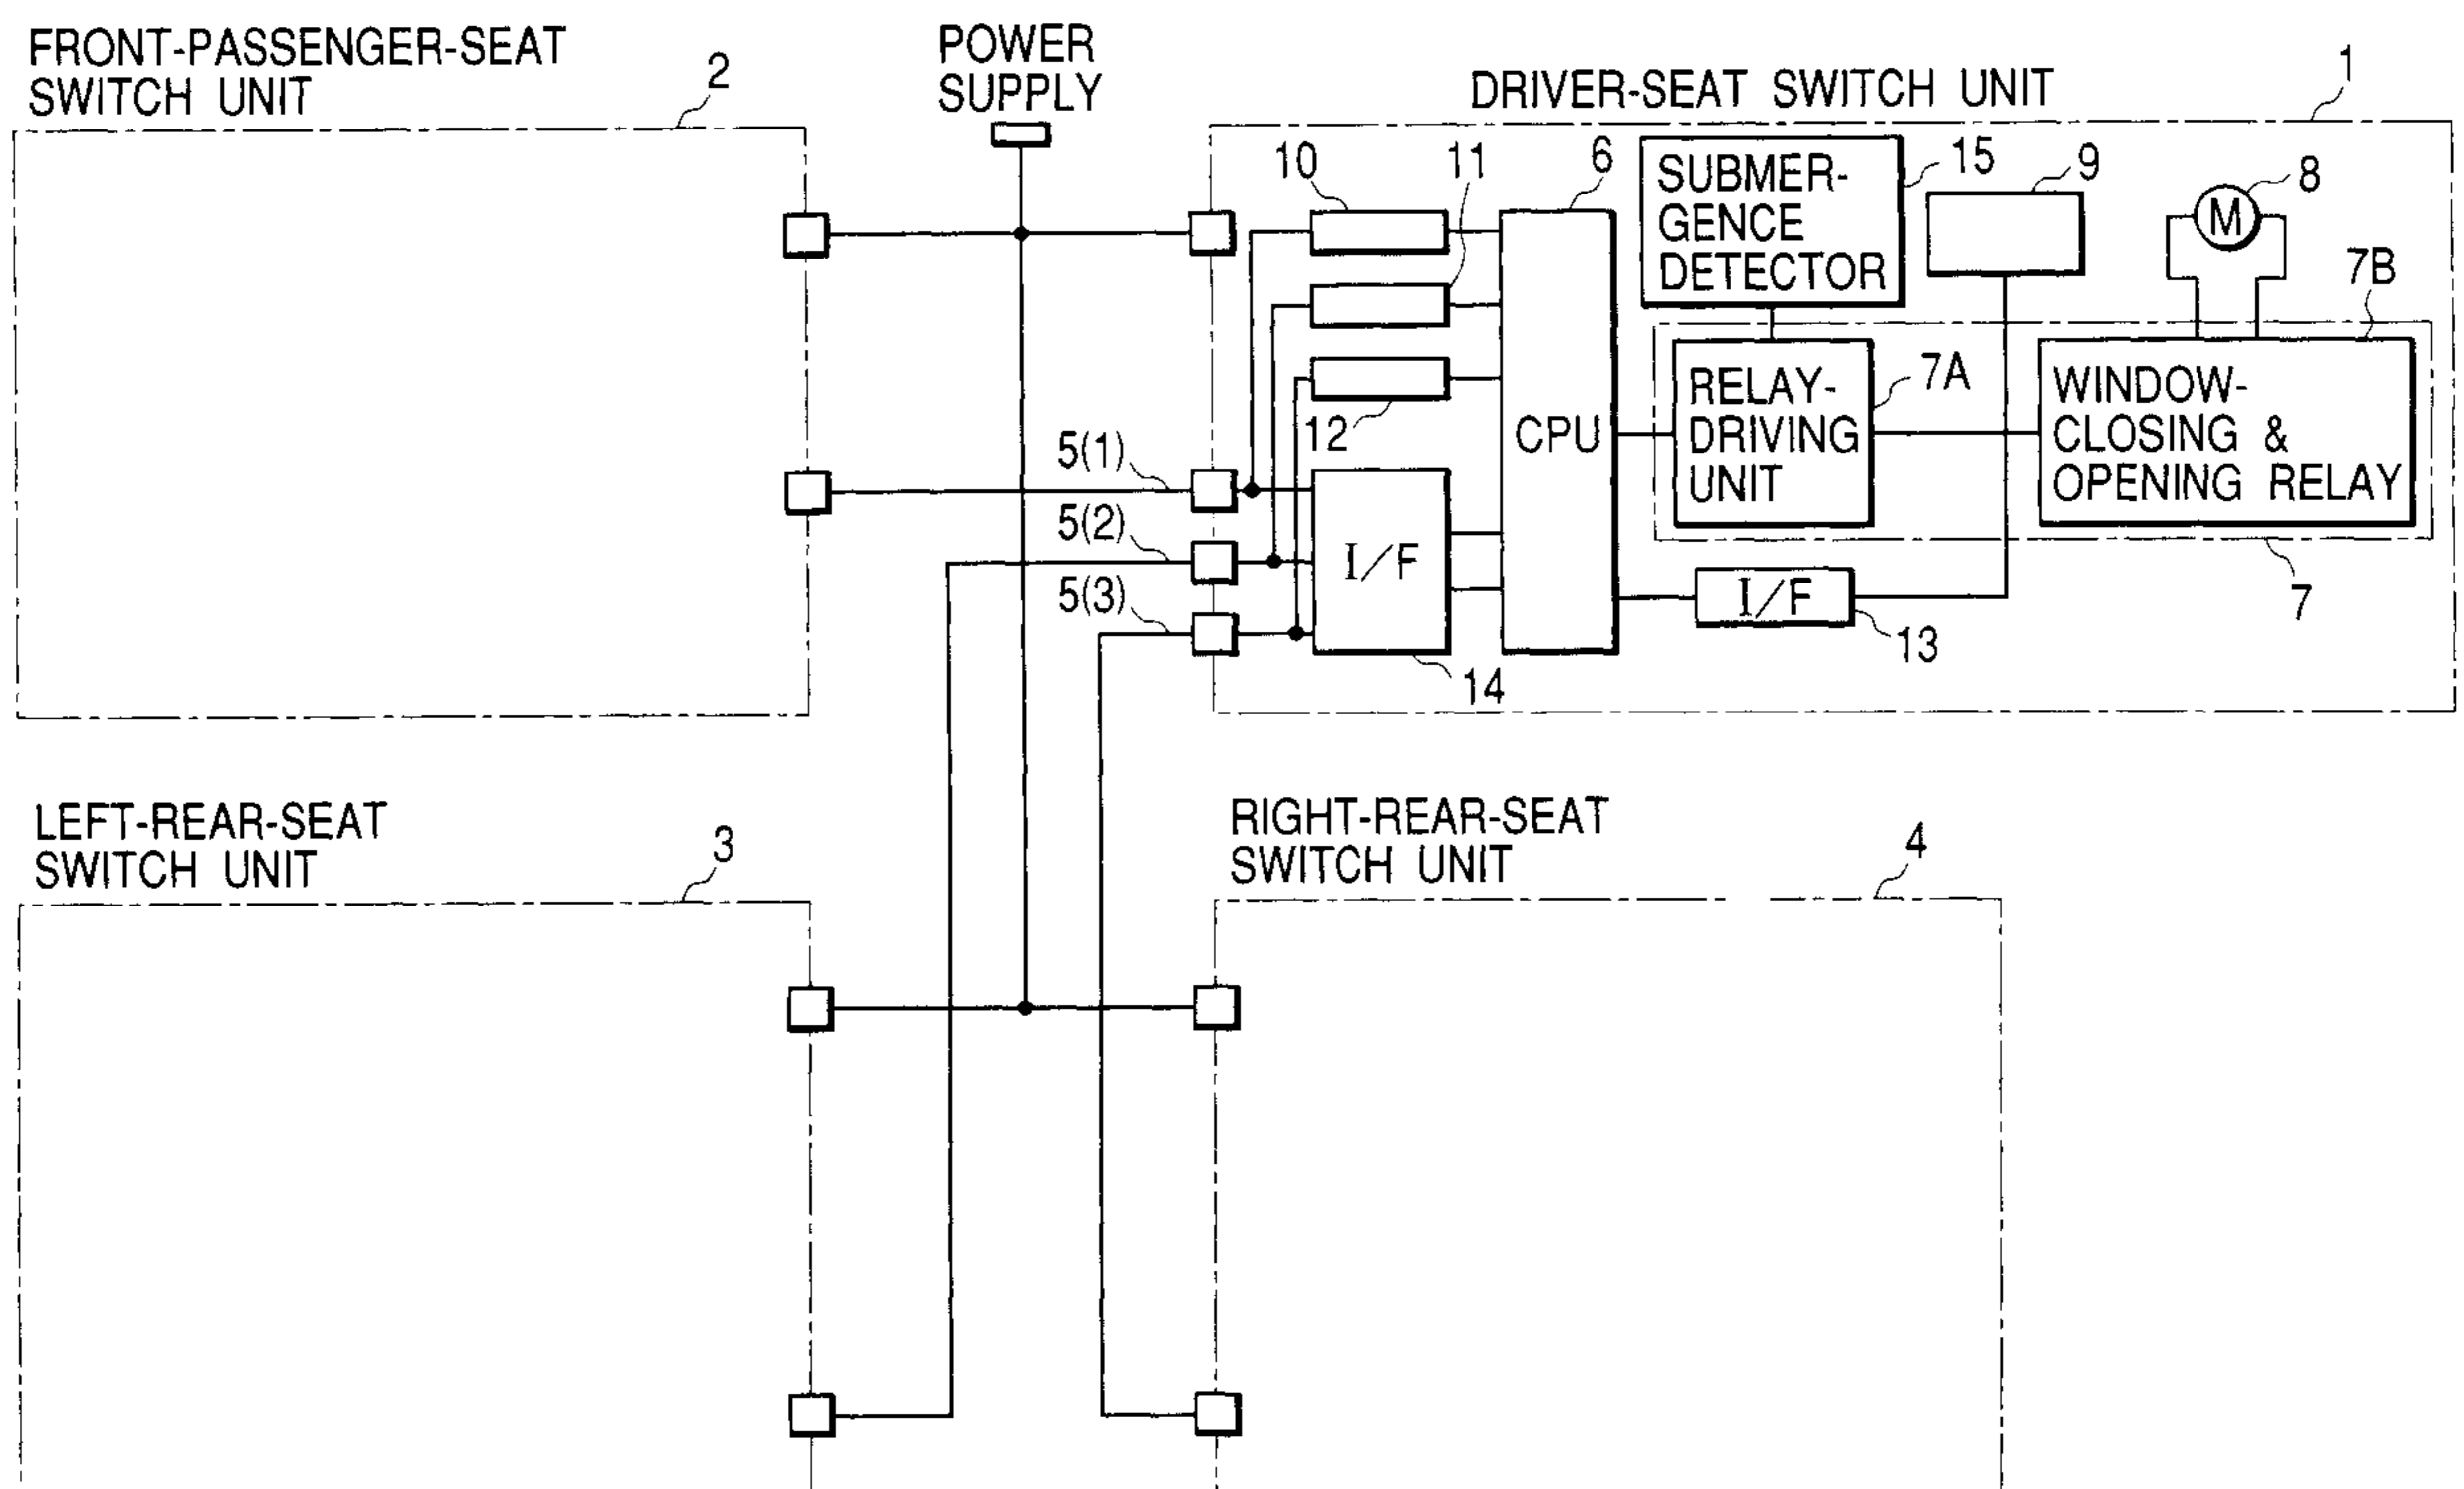 FRONT-PASSENGER-SEAT
SWITCH UNIT
2
POWER
SUPPLY
DRIVER-SEAT SWITCH UNIT
1
10
11
6
SUBMER-
GENCE
DETECTOR
15
9
M
8
7B
RELAY-
DRIVING
UNIT
7A
WINDOW-
CLOSING &
OPENING RELAY
12
CPU
5(1)
5(2)
5(3)
I/F
14
I/F
13
7
LEFT-REAR-SEAT
SWITCH UNIT
3
RIGHT-REAR-SEAT
SWITCH UNIT
4